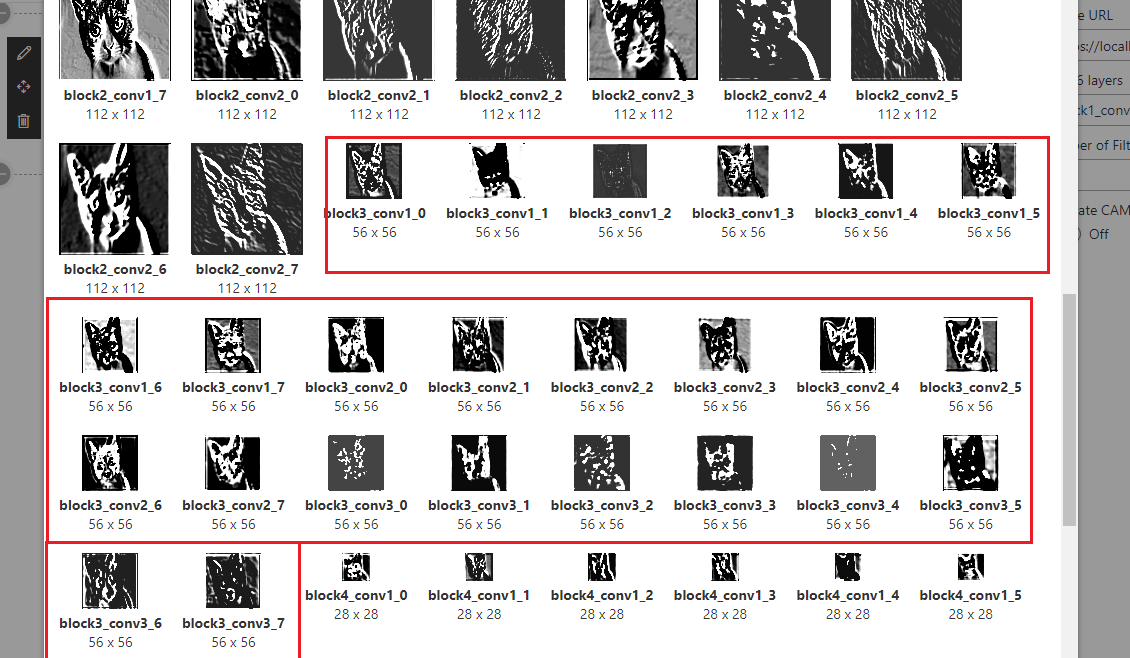 block2_conv1_7 block2_conv2_0 block2_conv2_1 block2_conv2_2 block2_conv2_3 block2_conv2_4 block2_conv2_5
112 x 112 112 x 112 112 x 112 112 x 112 112 x 112 112 x 112 112 x 112
block3_conv1_0 block3_conv1_1 block3_conv1_2 block3_conv1_3 block3_conv1_4 block3_conv1_5
56 x 56 56 x 56 56 x 56 56 x 56 56 x 56 56 x 56
block2_conv2_6 block2_conv2_7
112 x 112 112 x 112
block3_conv1_6 block3_conv1_7 block3_conv2_0 block3_conv2_1 block3_conv2_2 block3_conv2_3 block3_conv2_4 block3_conv2_5
56 x 56 56 x 56 56 x 56 56 x 56 56 x 56 56 x 56 56 x 56 56 x 56
block3_conv2_6 block3_conv2_7 block3_conv3_0 block3_conv3_1 block3_conv3_2 block3_conv3_3 block3_conv3_4 block3_conv3_5
56 x 56 56 x 56 56 x 56 56 x 56 56 x 56 56 x 56 56 x 56 56 x 56
block4_conv1_0 block4_conv1_1 block4_conv1_2 block4_conv1_3 block4_conv1_4 block4_conv1_5
28 x 28 28 x 28 28 x 28 28 x 28 28 x 28 28 x 28
block3_conv3_6 block3_conv3_7
56 x 56 56 x 56
e URL
ps://locall
6 layers
ck1_conv
ber of Filt
ate CAM
Off